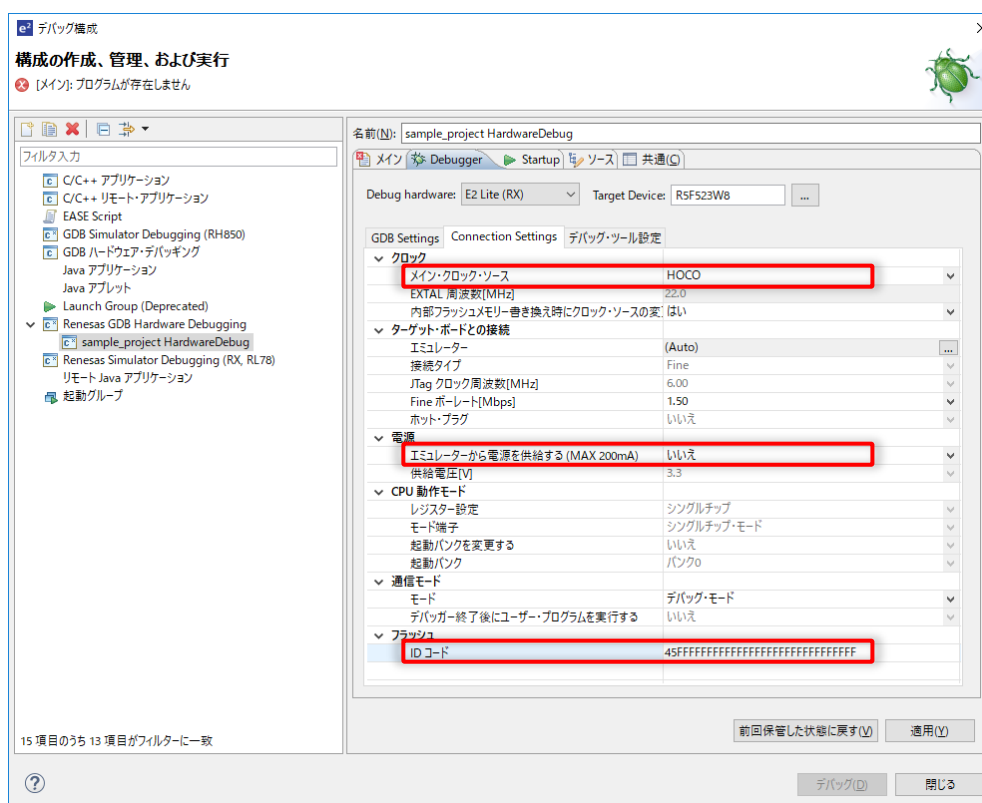 e² デバッグ構成
構成の作成、管理、および実行
[メイン]: プログラムが存在しません
フィルタ入力
C/C++ アプリケーション
C/C++ リモート・アプリケーション
EASE Script
GDB Simulator Debugging (RH850)
GDB ハードウェア・デバッギング
Java アプリケーション
Java アプレット
Launch Group (Deprecated)
Renesas GDB Hardware Debugging
sample_project HardwareDebug
Renesas Simulator Debugging (RX, RL78)
リモート Java アプリケーション
起動グループ
15 項目のうち 13 項目がフィルターに一致
名前(N): sample_project HardwareDebug
メイン Debugger Startup ソース 共通(C)
Debug hardware: E2 Lite (RX) Target Device: R5F523W8 ...
GDB Settings Connection Settings デバッグ・ツール設定
クロック
メイン・クロック・ソース HOCO
EXTAL 周波数[MHz] 22.0
内部フラッシュメモリー書き換え時にクロック・ソースの変 はい
ターゲット・ボードとの接続
エミュレーター (Auto) ...
接続タイプ Fine
JTag クロック周波数[MHz] 6.00
Fine ボーレート[Mbps] 1.50
ホット・プラグ いいえ
電源
エミュレーターから電源を供給する (MAX 200mA) いいえ
供給電圧[V] 3.3
CPU 動作モード
レジスター設定 シングルチップ
モード端子 シングルチップ・モード
起動バンクを変更する いいえ
起動バンク バンク0
通信モード
モード デバッグ・モード
デバッガー終了後にユーザー・プログラムを実行する いいえ
フラッシュ
ID コード 45FFFFFFFFFFFFFFFFFFFFFFFFFFFFFF
前回保管した状態に戻す(V) 適用(Y)
デバッグ(D) 閉じる